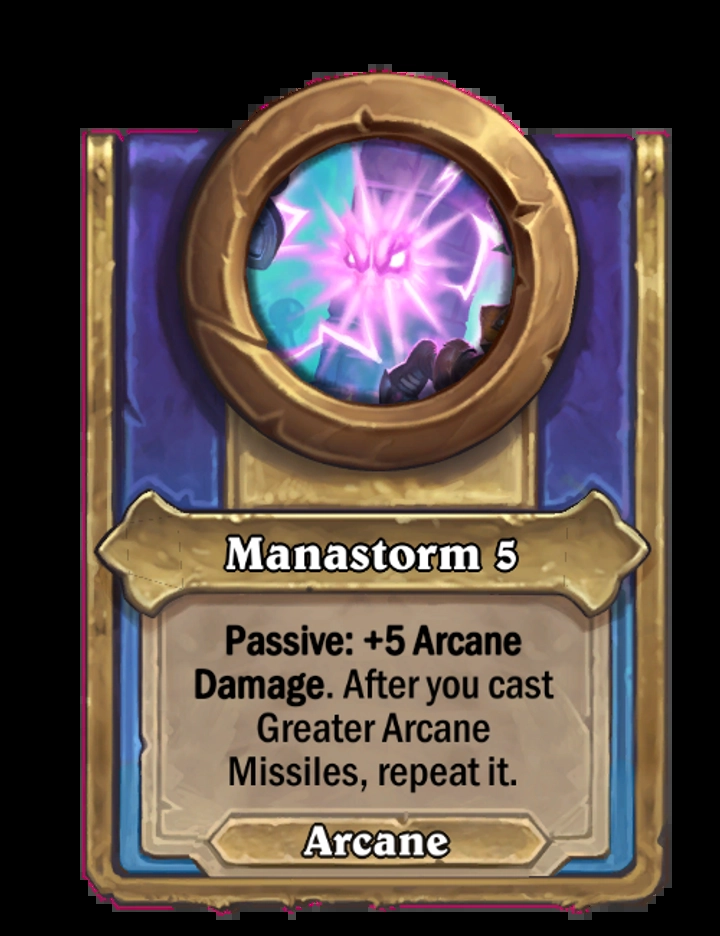 Manastorm 5
Passive: +5 Arcane
Damage. After you cast
Greater Arcane
Missiles, repeat it.
Arcane